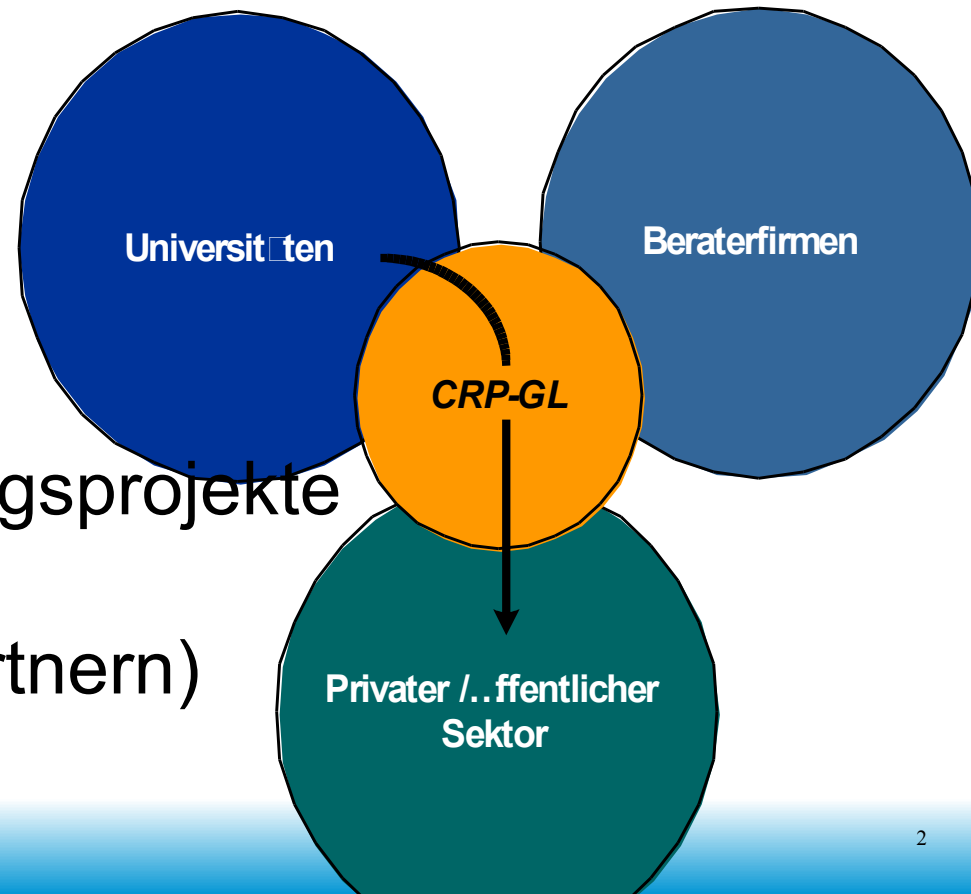 Universit□ten
Beraterfirmen
CRP-GL
gsprojekte
rtnern)
Privater /…ffentlicher
Sektor
2